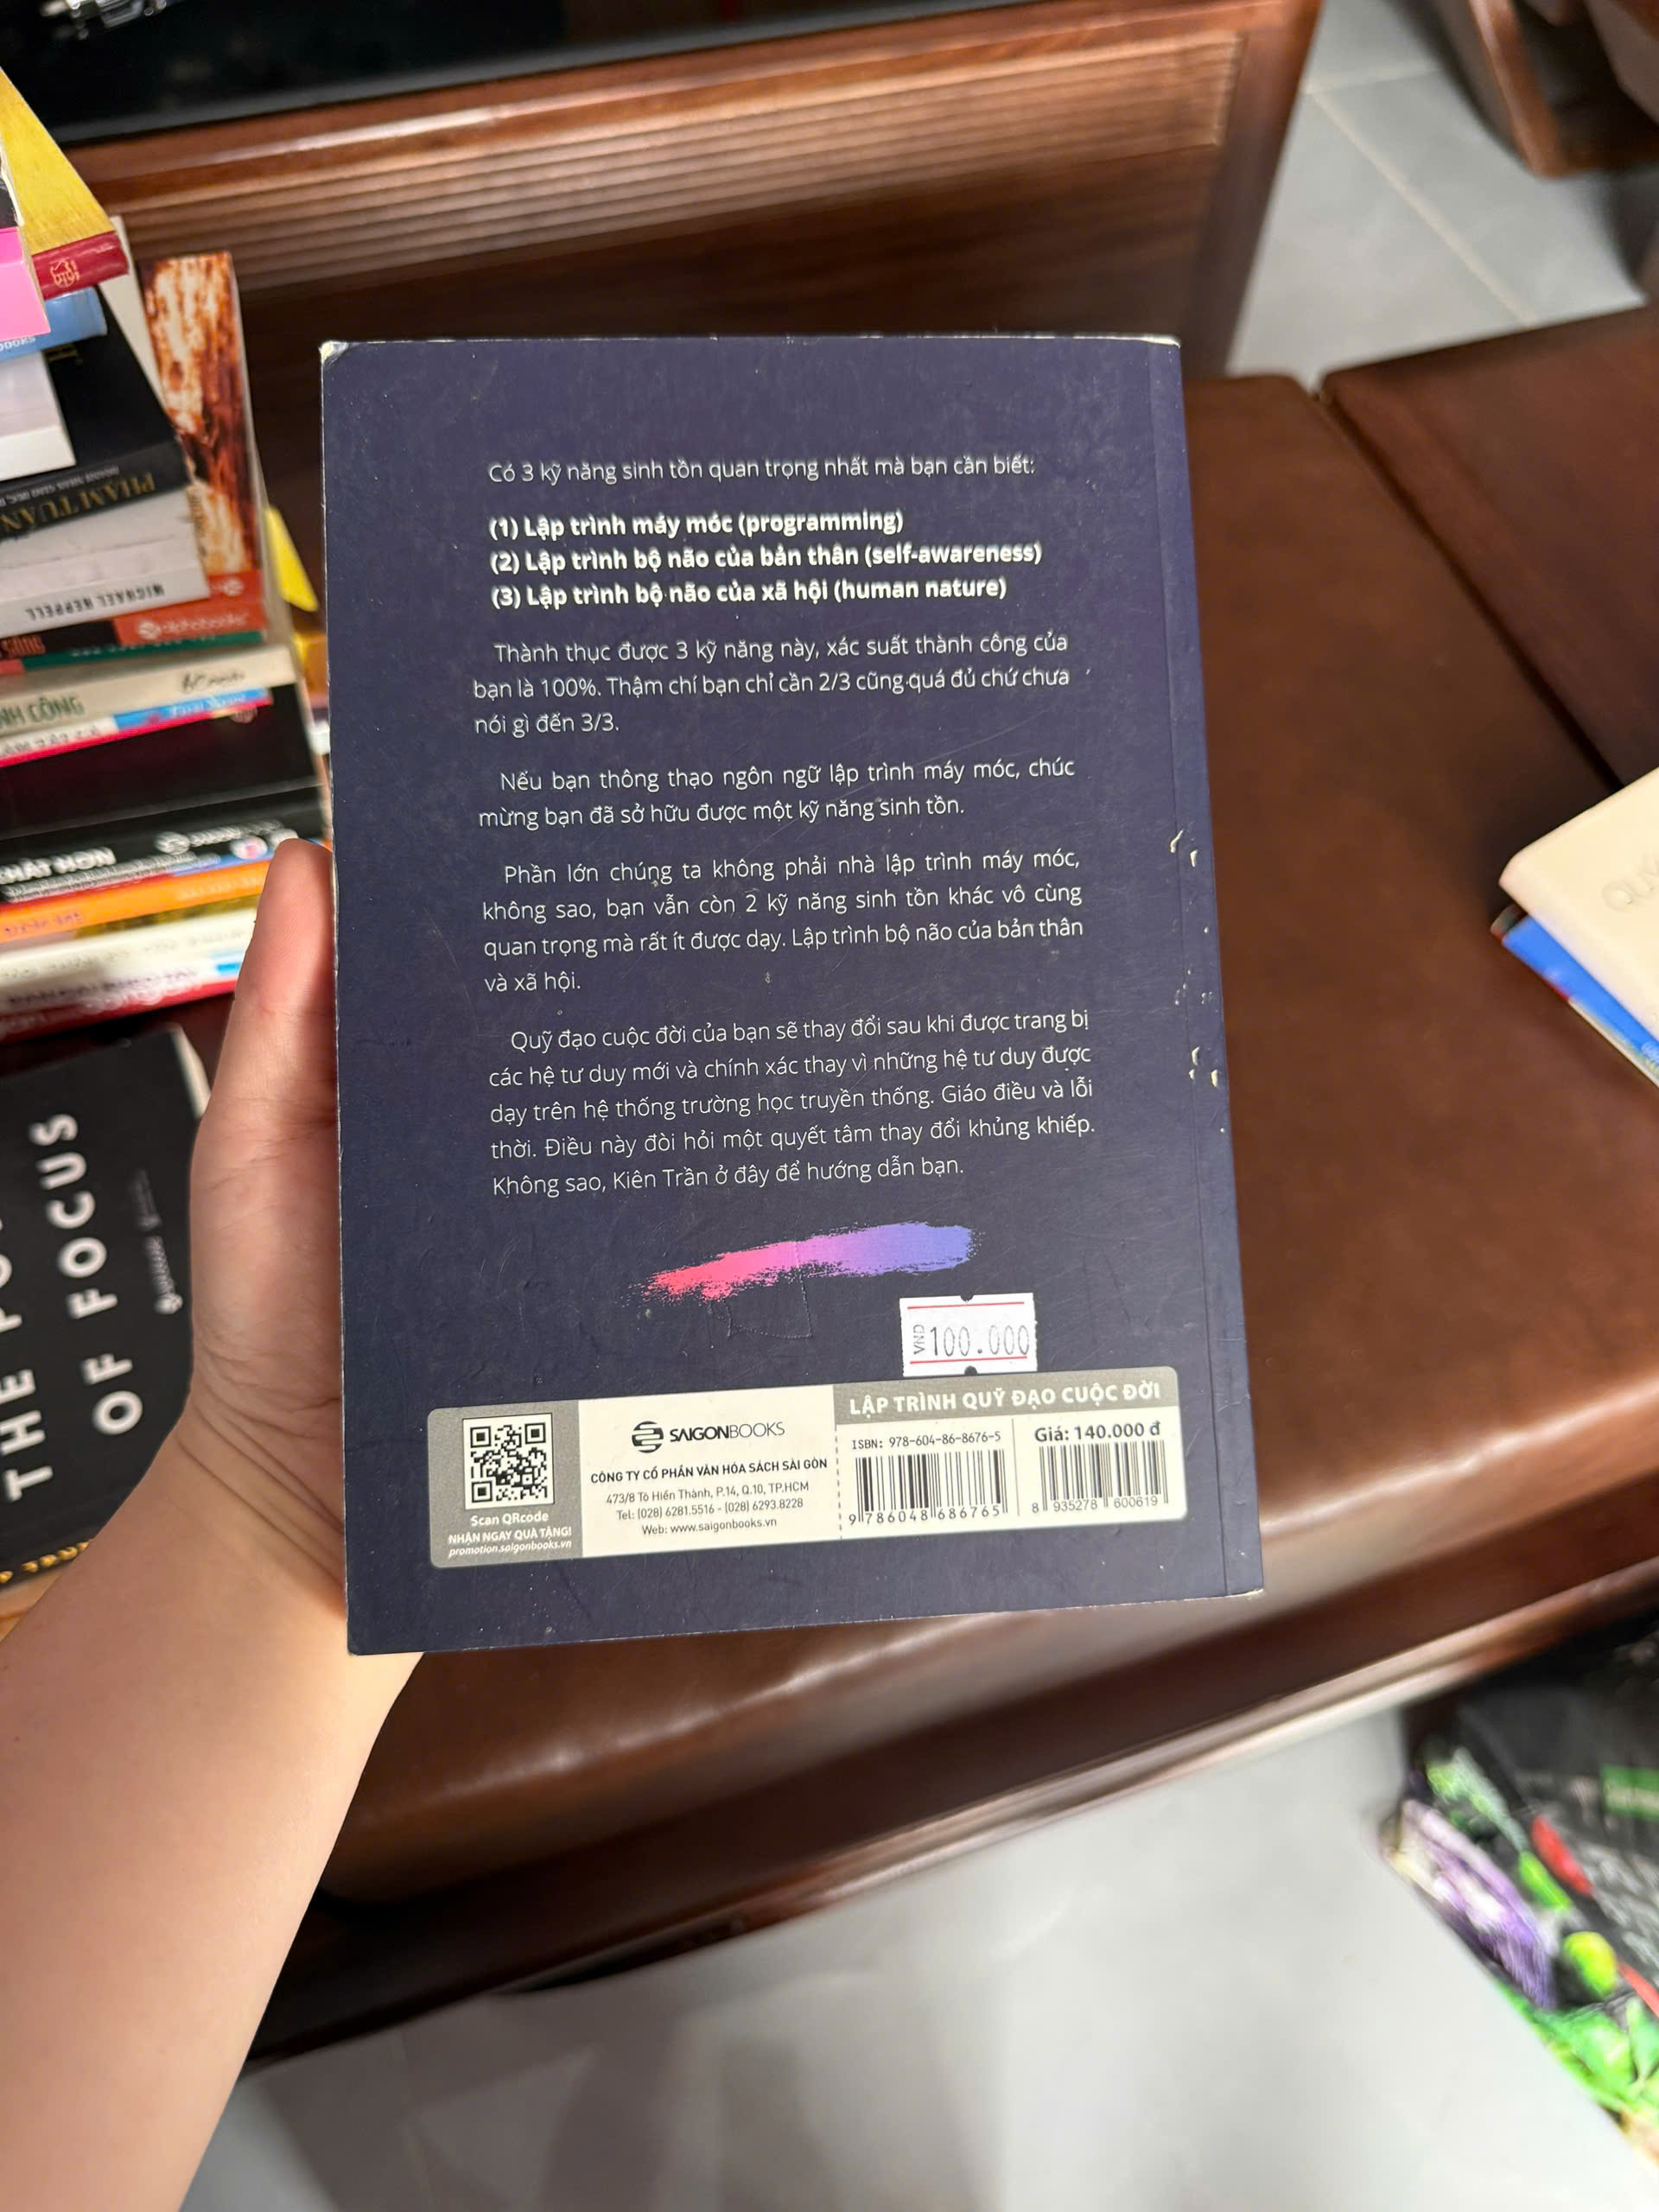 Có 3 kỹ năng sinh tồn quan trọng nhất mà bạn cần biết:
(1) Lập trình máy móc (programming)
(2) Lập trình bộ não của bản thân (self-awareness)
(3) Lập trình bộ não của xã hội (human nature)
Thành thục được 3 kỹ năng này, xác suất thành công của
bạn là 100%. Thậm chí bạn chỉ cần 2/3 cũng quá đủ chứ chưa
nói gì đến 3/3.
Nếu bạn thông thạo ngôn ngữ lập trình máy móc, chúc
mừng bạn đã sở hữu được một kỹ năng sinh tồn.
Phần lớn chúng ta không phải nhà lập trình máy móc,
không sao, bạn vẫn còn 2 kỹ năng sinh tồn khác vô cùng
quan trọng mà rất ít được dạy. Lập trình bộ não của bản thân
và xã hội.
Quỹ đạo cuộc đời của bạn sẽ thay đổi sau khi được trang bị
các hệ tư duy mới và chính xác thay vì những hệ tư duy được
dạy trên hệ thống trường học truyền thống. Giáo điều và lỗi
thời. Điều này đòi hỏi một quyết tâm thay đổi khủng khiếp.
Không sao, Kiên Trần ở đây để hướng dẫn bạn.
VND 100.000
Scan QRcode
NHẬN NGAY QUÀ TẶNG!
promotion.saigonbooks.vn
SAIGONBOOKS
CÔNG TY CỔ PHẦN VĂN HÓA SÁCH SÀI GÒN
473/8 Tô Hiến Thành, P.14, Q.10, TP.HCM
Tel: (028) 6281.5516 - (028) 6293.8228
Web: www.saigonbooks.vn
LẬP TRÌNH QUỸ ĐẠO CUỘC ĐỜI
ISBN: 978-604-86-8676-5
9 786048 686765
Giá: 140.000 đ
8 935278 600619
PHẠM TUẤN
MICHAEL HEPPELL
alphabooks
NH CÔNG
CHẤT HƠN
THE
OF FOCUS